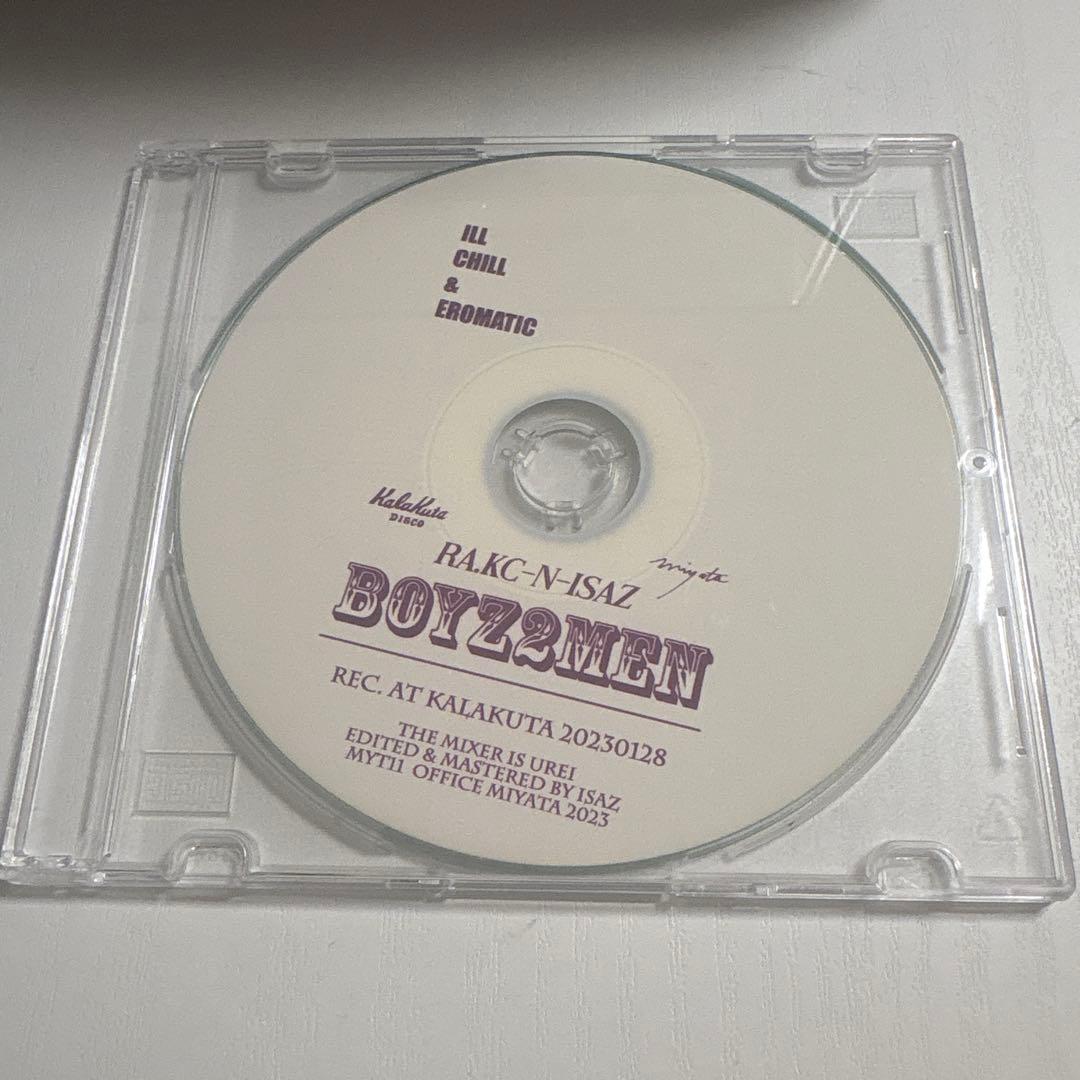 ILL
CHILL
&
EROMATIC
KalaKuta
DISCO
miyata
RA.KC-N-ISAZ
BOYZ2MEN
REC. AT KALAKUTA 20230128
THE MIXER IS UREI
EDITED & MASTERED BY ISAZ
MYT11 OFFICE MIYATA 2023